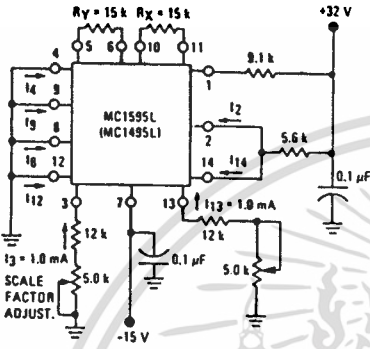 RY = 15 k
RX = 15 k
+32 V
5
6
10
11
4
I4
9
I9
8
I8
12
I12
MC1595L
(MC1495L)
1
9.1 k
I2
2
14
I14
5.6 k
0.1 µF
3
7
13
I13 = 1.0 mA
12 k
I3 = 1.0 mA
12 k
0.1 µF
SCALE
FACTOR
ADJUST.
5.0 k
5.0 k
-15 V